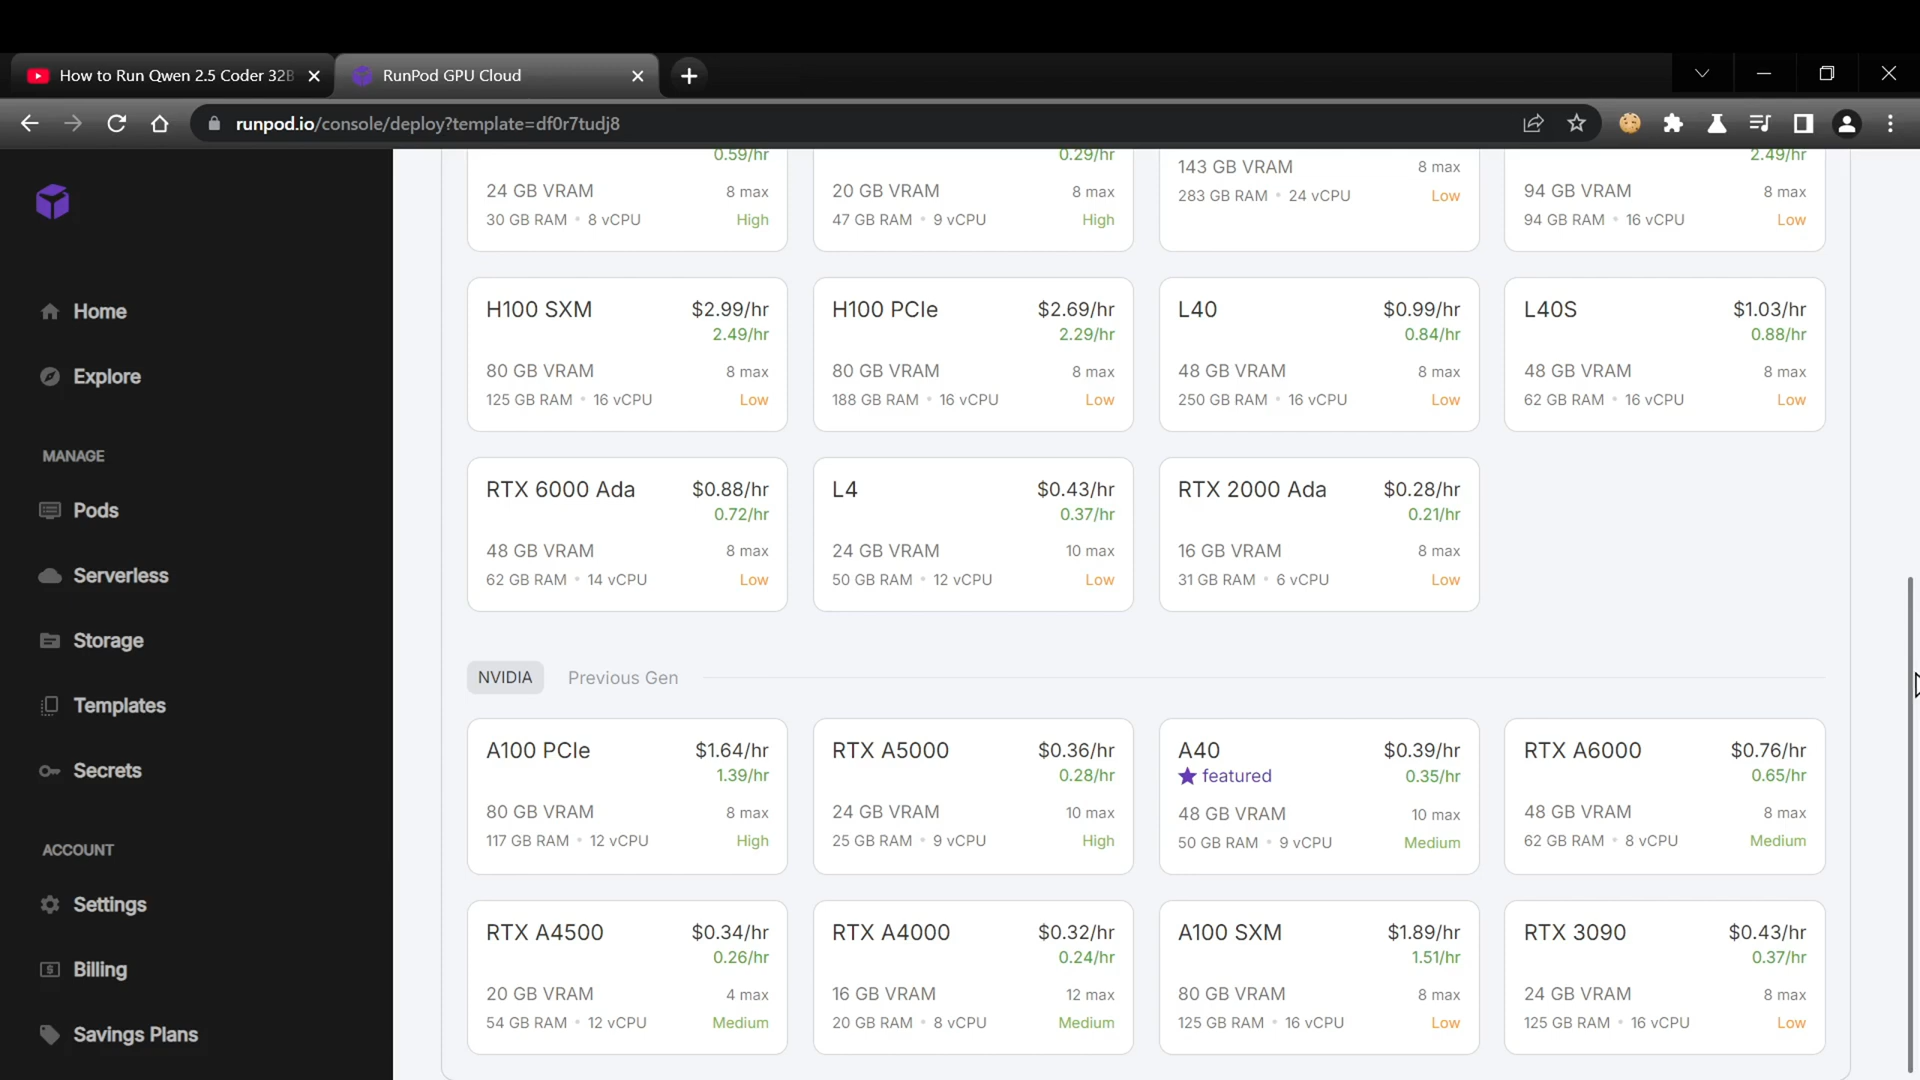 How to Run Qwen 2.5 Coder 32B
RunPod GPU Cloud
runpod.io/console/deploy?template=df0r7tudj8
Home
Explore
MANAGE
Pods
Serverless
Storage
Templates
Secrets
ACCOUNT
Settings
Billing
Savings Plans
0.59/hr
24 GB VRAM 8 max
30 GB RAM • 8 vCPU High
0.29/hr
20 GB VRAM 8 max
47 GB RAM • 9 vCPU High
143 GB VRAM 8 max
283 GB RAM • 24 vCPU Low
2.49/hr
94 GB VRAM 8 max
94 GB RAM • 16 vCPU Low
H100 SXM $2.99/hr
2.49/hr
80 GB VRAM 8 max
125 GB RAM • 16 vCPU Low
H100 PCIe $2.69/hr
2.29/hr
80 GB VRAM 8 max
188 GB RAM • 16 vCPU Low
L40 $0.99/hr
0.84/hr
48 GB VRAM 8 max
250 GB RAM • 16 vCPU Low
L40S $1.03/hr
0.88/hr
48 GB VRAM 8 max
62 GB RAM • 16 vCPU Low
RTX 6000 Ada $0.88/hr
0.72/hr
48 GB VRAM 8 max
62 GB RAM • 14 vCPU Low
L4 $0.43/hr
0.37/hr
24 GB VRAM 10 max
50 GB RAM • 12 vCPU Low
RTX 2000 Ada $0.28/hr
0.21/hr
16 GB VRAM 8 max
31 GB RAM • 6 vCPU Low
NVIDIA Previous Gen
A100 PCIe $1.64/hr
1.39/hr
80 GB VRAM 8 max
117 GB RAM • 12 vCPU High
RTX A5000 $0.36/hr
0.28/hr
24 GB VRAM 10 max
25 GB RAM • 9 vCPU High
A40 $0.39/hr
featured 0.35/hr
48 GB VRAM 10 max
50 GB RAM • 9 vCPU Medium
RTX A6000 $0.76/hr
0.65/hr
48 GB VRAM 8 max
62 GB RAM • 8 vCPU Medium
RTX A4500 $0.34/hr
0.26/hr
20 GB VRAM 4 max
54 GB RAM • 12 vCPU Medium
RTX A4000 $0.32/hr
0.24/hr
16 GB VRAM 12 max
20 GB RAM • 8 vCPU Medium
A100 SXM $1.89/hr
1.51/hr
80 GB VRAM 8 max
125 GB RAM • 16 vCPU Low
RTX 3090 $0.43/hr
0.37/hr
24 GB VRAM 8 max
125 GB RAM • 16 vCPU Low